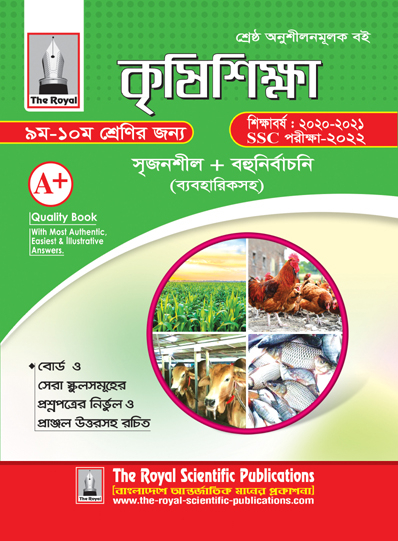 শ্রেষ্ঠ অনুশীলনমূলক বই
The Royal
কৃষিশিক্ষা
৯ম-১০ম শ্রেণির জন্য
শিক্ষাবর্ষ : ২০২০-২০২১
SSC পরীক্ষা-২০২২
সৃজনশীল + বহুনির্বাচনি
(ব্যবহারিকসহ)
A+
Quality Book
With Most Authentic,
Easiest & Illustrative
Answers.
বোর্ড ও
সেরা স্কুলসমূহের
প্রশ্নপত্রের নির্ভুল ও
প্রাঞ্জল উত্তরসহ রচিত
The Royal
The Royal Scientific Publications
[বাংলাদেশে আন্তর্জাতিক মানের প্রকাশনা]
www.the-royal-scientific-publications.com